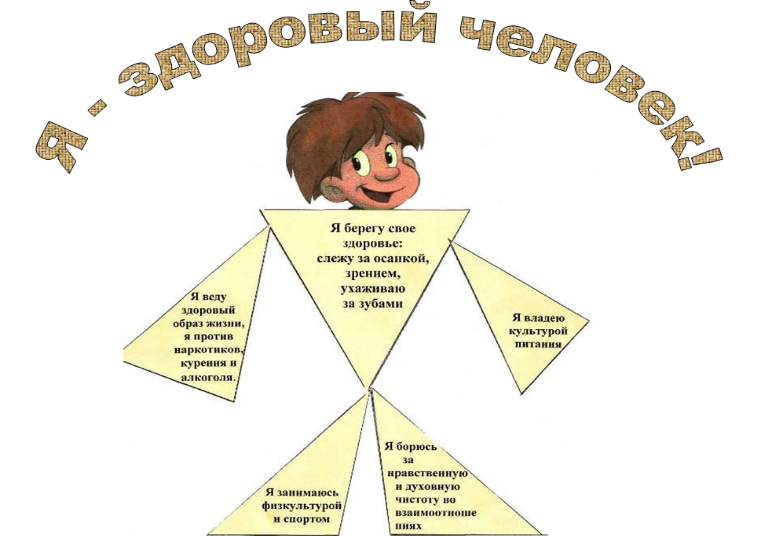 Я - здоровый человек!
Я берегу свое
здоровье:
слежу за осанкой,
зрением,
ухаживаю
за зубами
Я веду
здоровый
образ жизни,
я против
наркотиков,
курения и
алкоголя.
Я владею
культурой
питания
Я занимаюсь
физкультурой
и спортом
Я борюсь
за
нравственную
и духовную
чистоту во
взаимоотноше
ниях